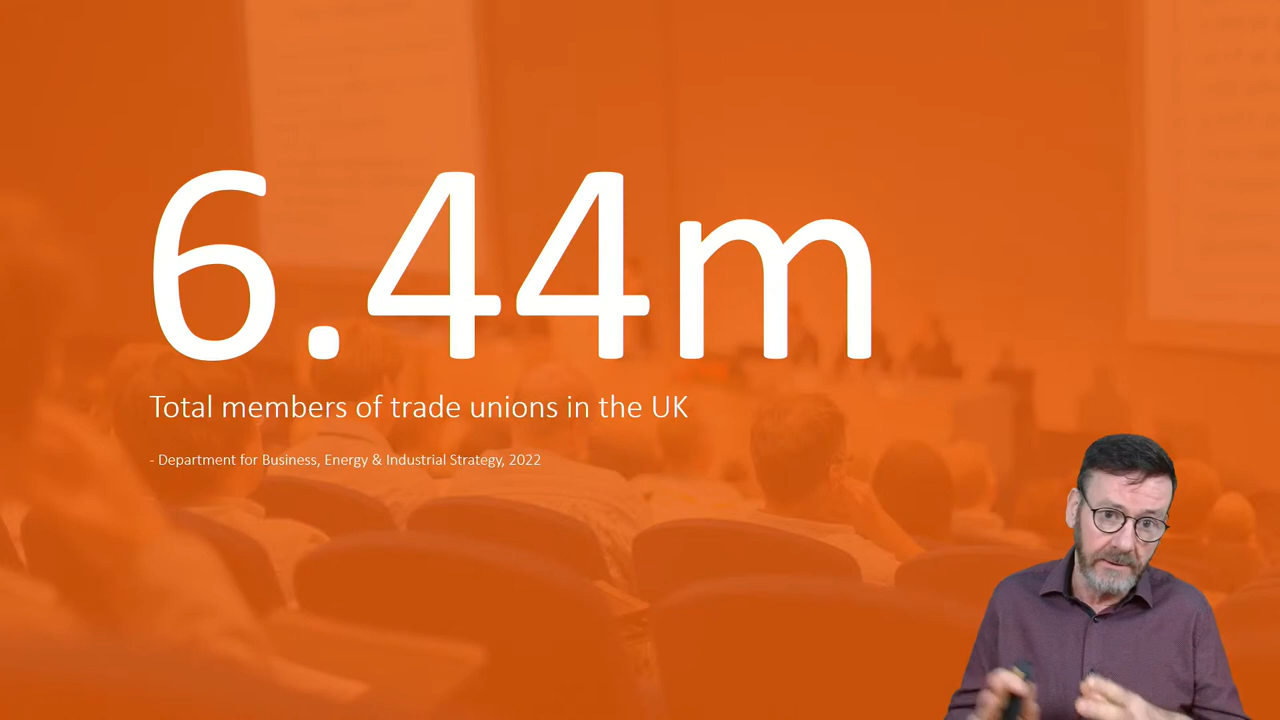 6.44m
Total members of trade unions in the UK
- Department for Business, Energy & Industrial Strategy, 2022